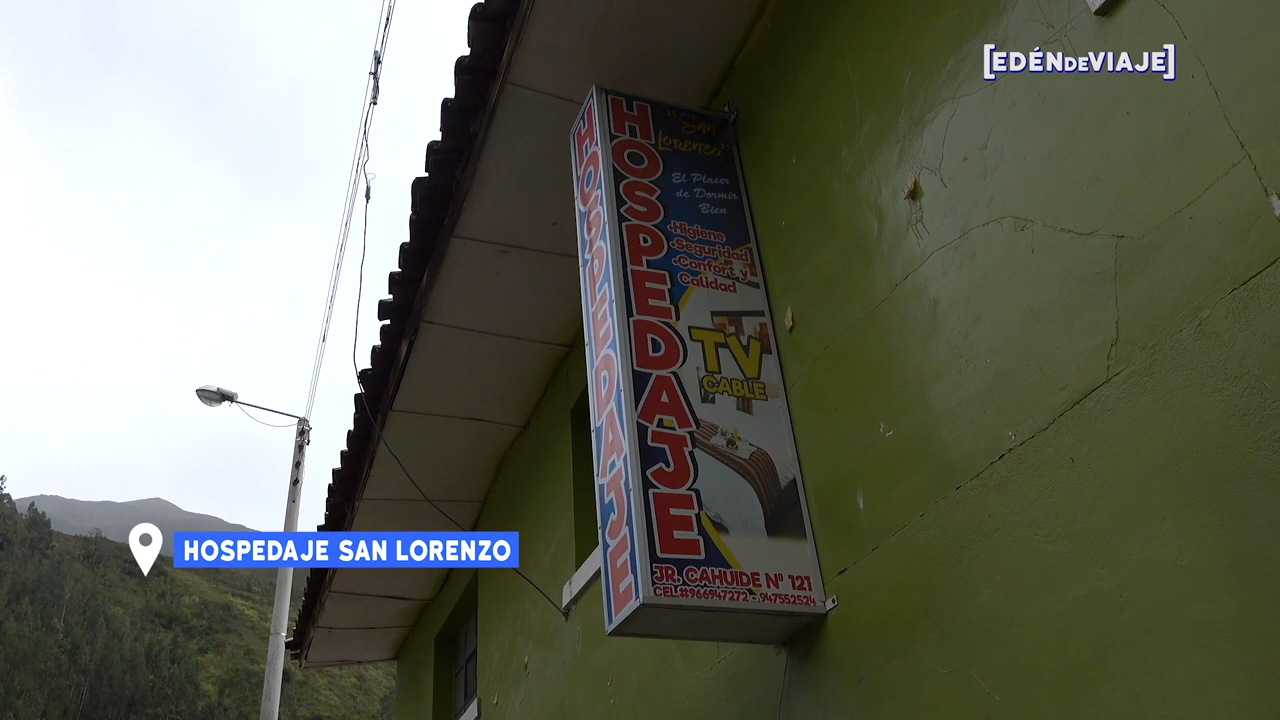 [EDÉNDEVIAJE]
HOSPEDAJE
HOSPEDAJE
"San
Lorenzo"
El Placer
de Dormir
Bien
•Higiene
•Seguridad
•Confort y
Calidad
TV
CABLE
JR. CAHUIDE Nº 121
CEL.#966947272 - 947552524
HOSPEDAJE SAN LORENZO